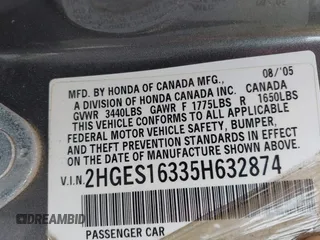 MFD. BY HONDA OF CANADA MFG., 08/'05
A DIVISION OF HONDA CANADA INC. CANADA
GVWR 3440LBS GAWR F 1775LBS R 1650LBS
THIS VEHICLE CONFORMS TO ALL APPLICABLE
FEDERAL MOTOR VEHICLE SAFETY, BUMPER,
AND THEFT PREVENTION STANDARDS IN EFFECT
ON THE DATE OF MANUFACTURE SHOWN ABOVE.
V.I.N. 2HGES16335H632874
PASSENGER CAR
DREAMBID